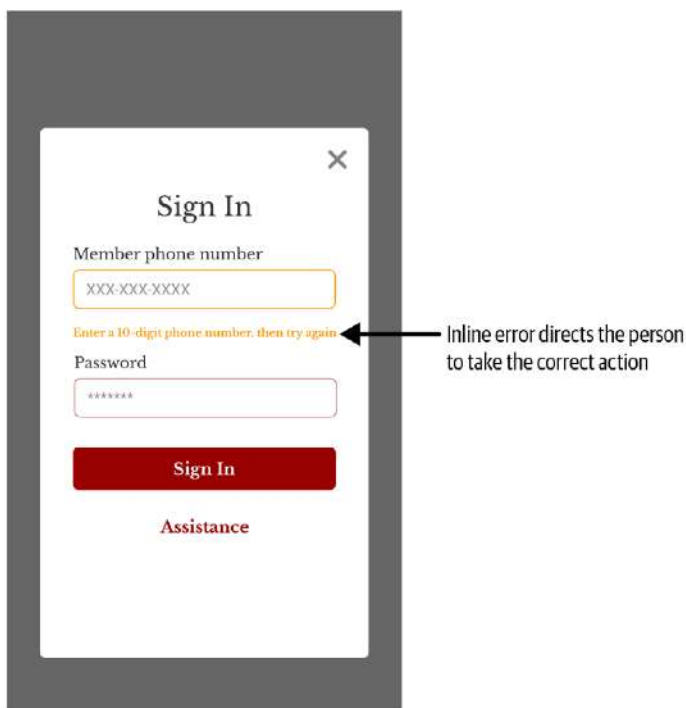 Sign In
Member phone number
XXX-XXX-XXXX
Enter a 10-digit phone number, then try again
Inline error directs the person
to take the correct action
Password
*******
Sign In
Assistance